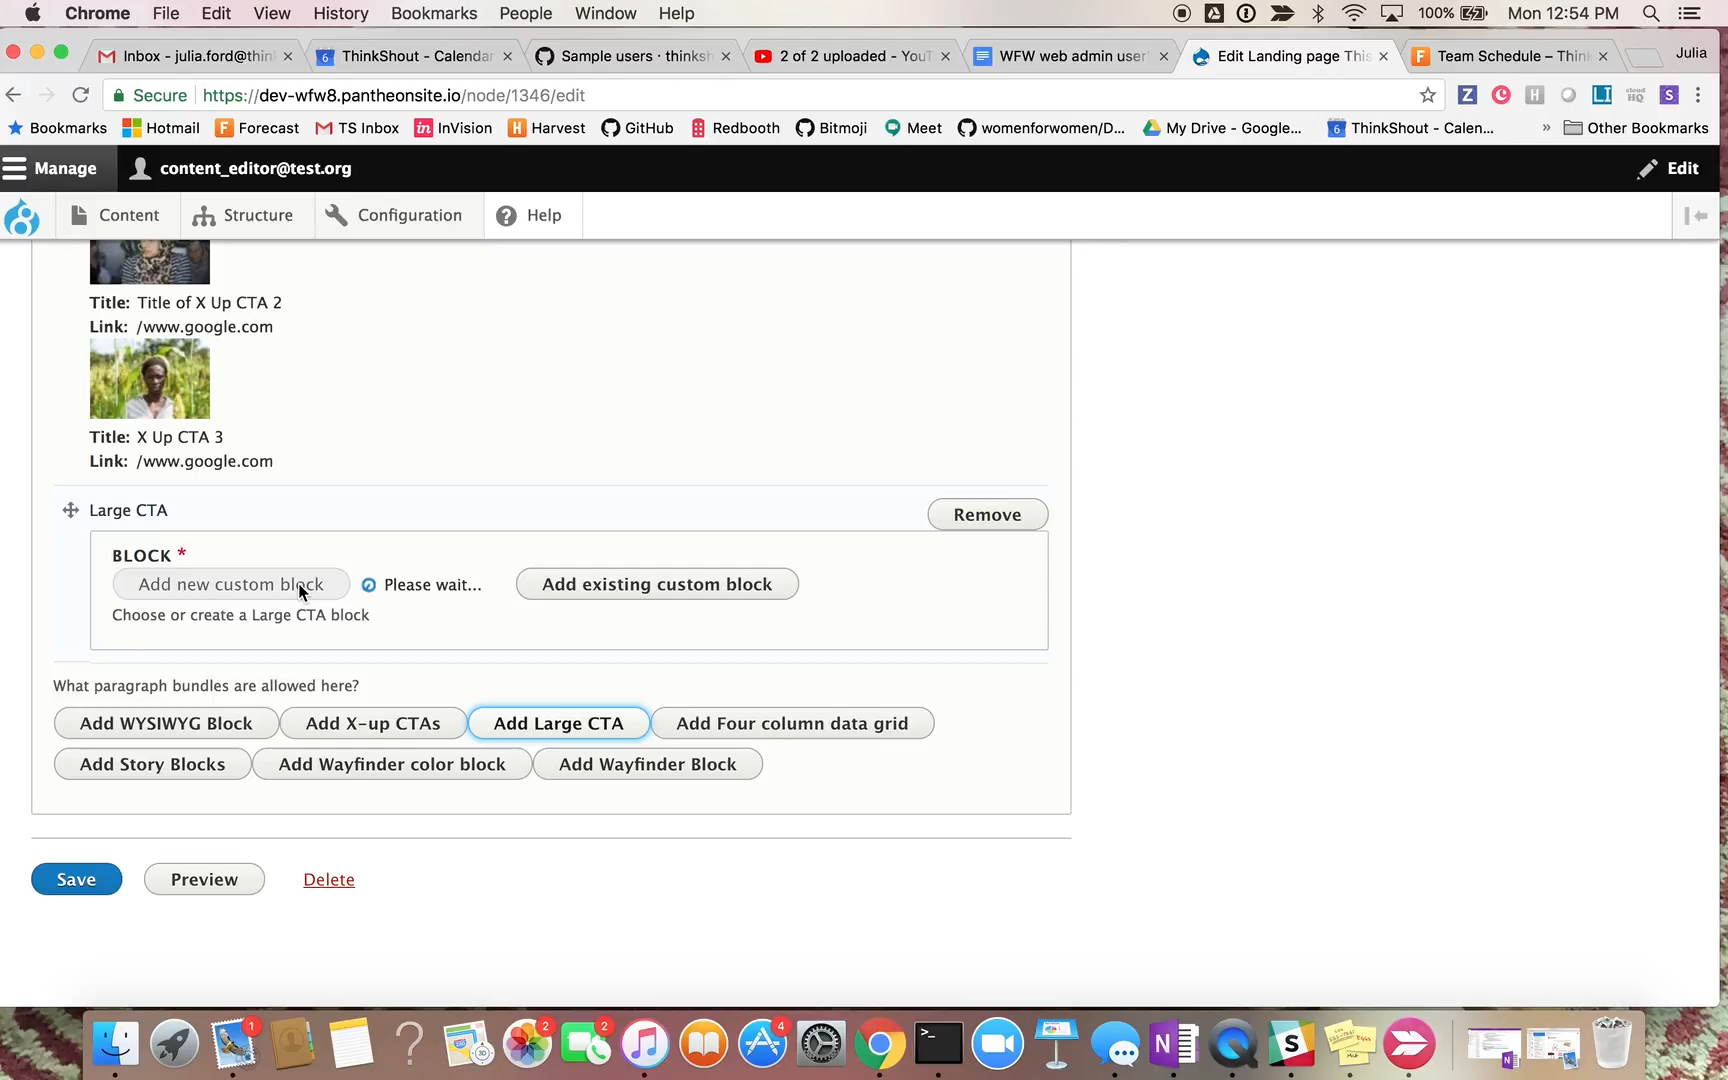 Chrome File Edit View History Bookmarks People Window Help 100% Mon 12:54 PM
Inbox - julia.ford@thin ThinkShout - Calendar Sample users · thinksh 2 of 2 uploaded - YouT WFW web admin user' Edit Landing page This Team Schedule – Think Julia
Secure https://dev-wfw8.pantheonsite.io/node/1346/edit
Bookmarks Hotmail Forecast TS Inbox InVision Harvest GitHub Redbooth Bitmoji Meet womenforwomen/D... My Drive - Google... ThinkShout - Calen... » Other Bookmarks
Manage content_editor@test.org Edit
Content Structure Configuration Help
Title: Title of X Up CTA 2
Link: /www.google.com
Title: X Up CTA 3
Link: /www.google.com
Large CTA Remove
BLOCK *
Add new custom block Please wait... Add existing custom block
Choose or create a Large CTA block
What paragraph bundles are allowed here?
Add WYSIWYG Block Add X-up CTAs Add Large CTA Add Four column data grid
Add Story Blocks Add Wayfinder color block Add Wayfinder Block
Save Preview Delete